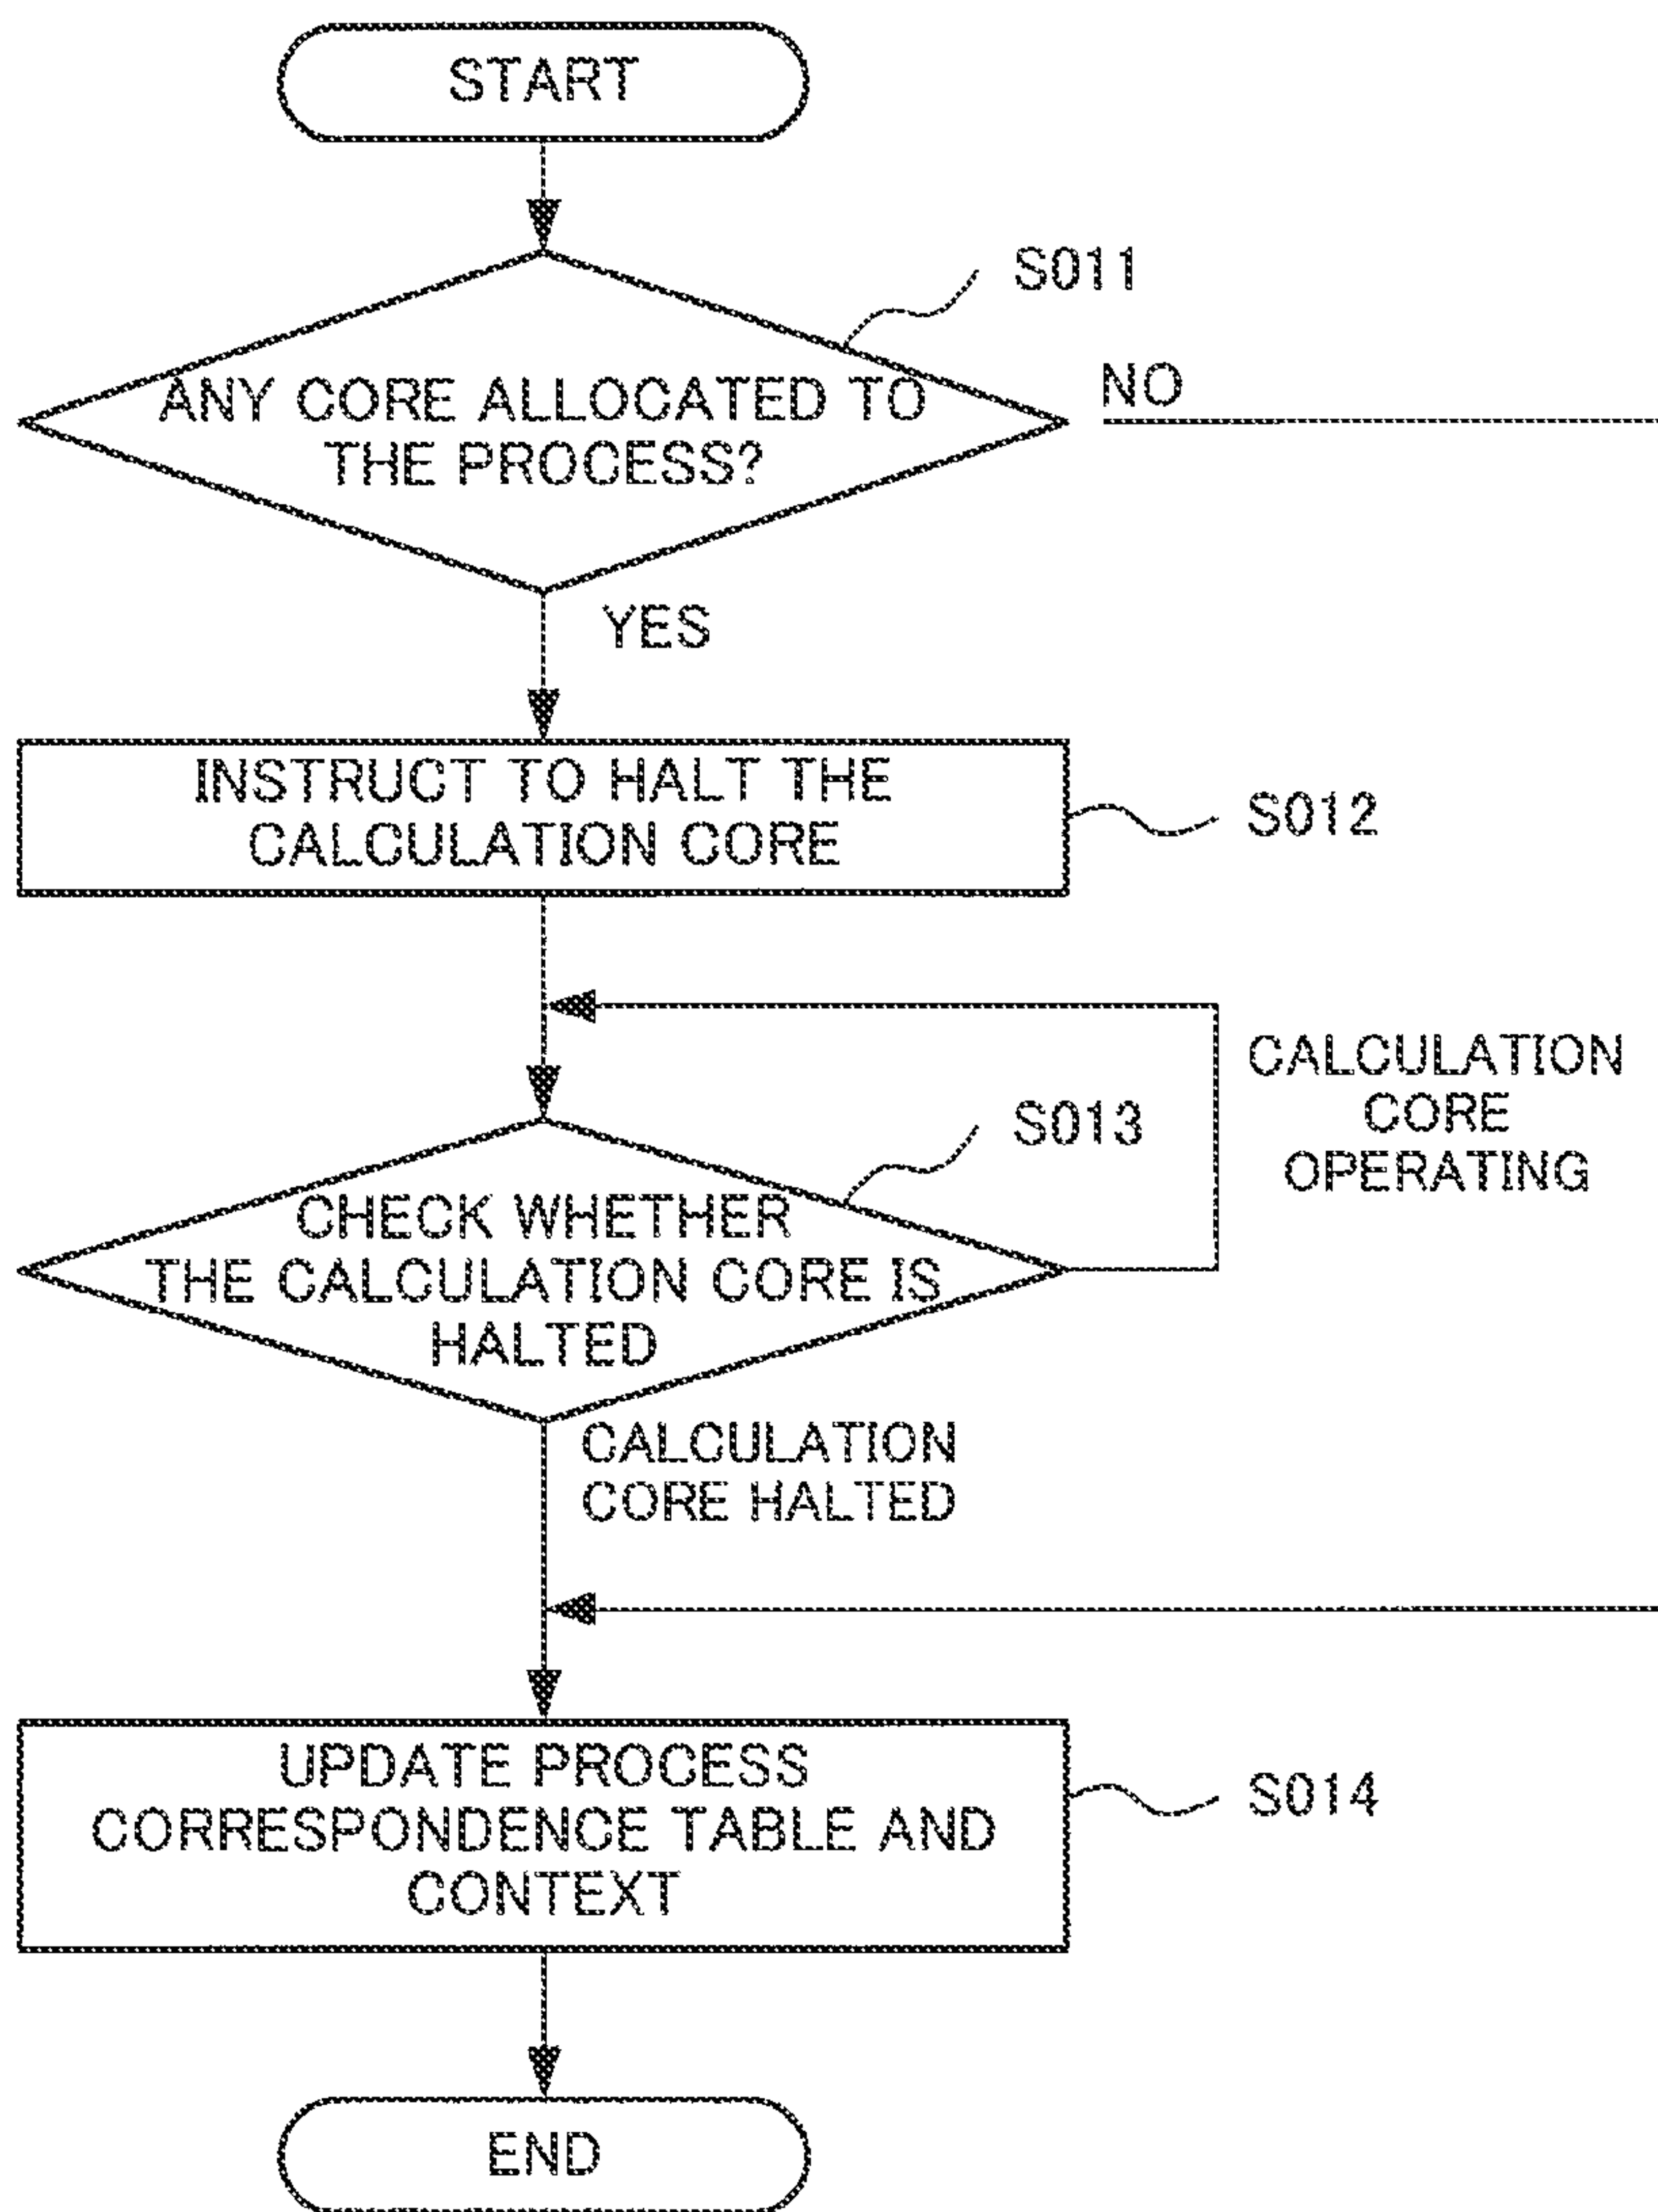 START
S011
ANY CORE ALLOCATED TO
THE PROCESS?
NO
YES
INSTRUCT TO HALT THE
CALCULATION CORE
S012
CALCULATION
CORE
OPERATING
S013
CHECK WHETHER
THE CALCULATION CORE IS
HALTED
CALCULATION
CORE HALTED
UPDATE PROCESS
CORRESPONDENCE TABLE AND
CONTEXT
S014
END